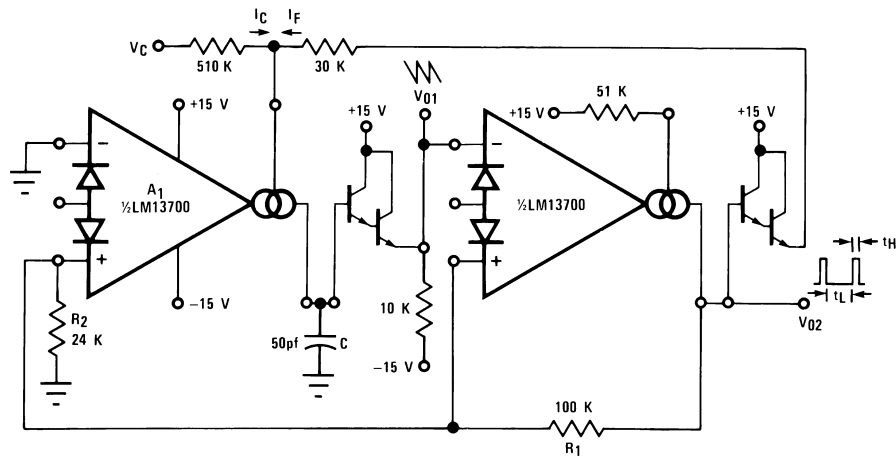 I_C I_F
V_C
510 K
30 K
V_01
51 K
+15 V
+15 V
+15 V
+15 V
−
−
A_1
½LM13700
½LM13700
+
+
−15 V
R_2
24 K
50pf
C
10 K
−15 V
t_H
t_L
V_02
100 K
R_1